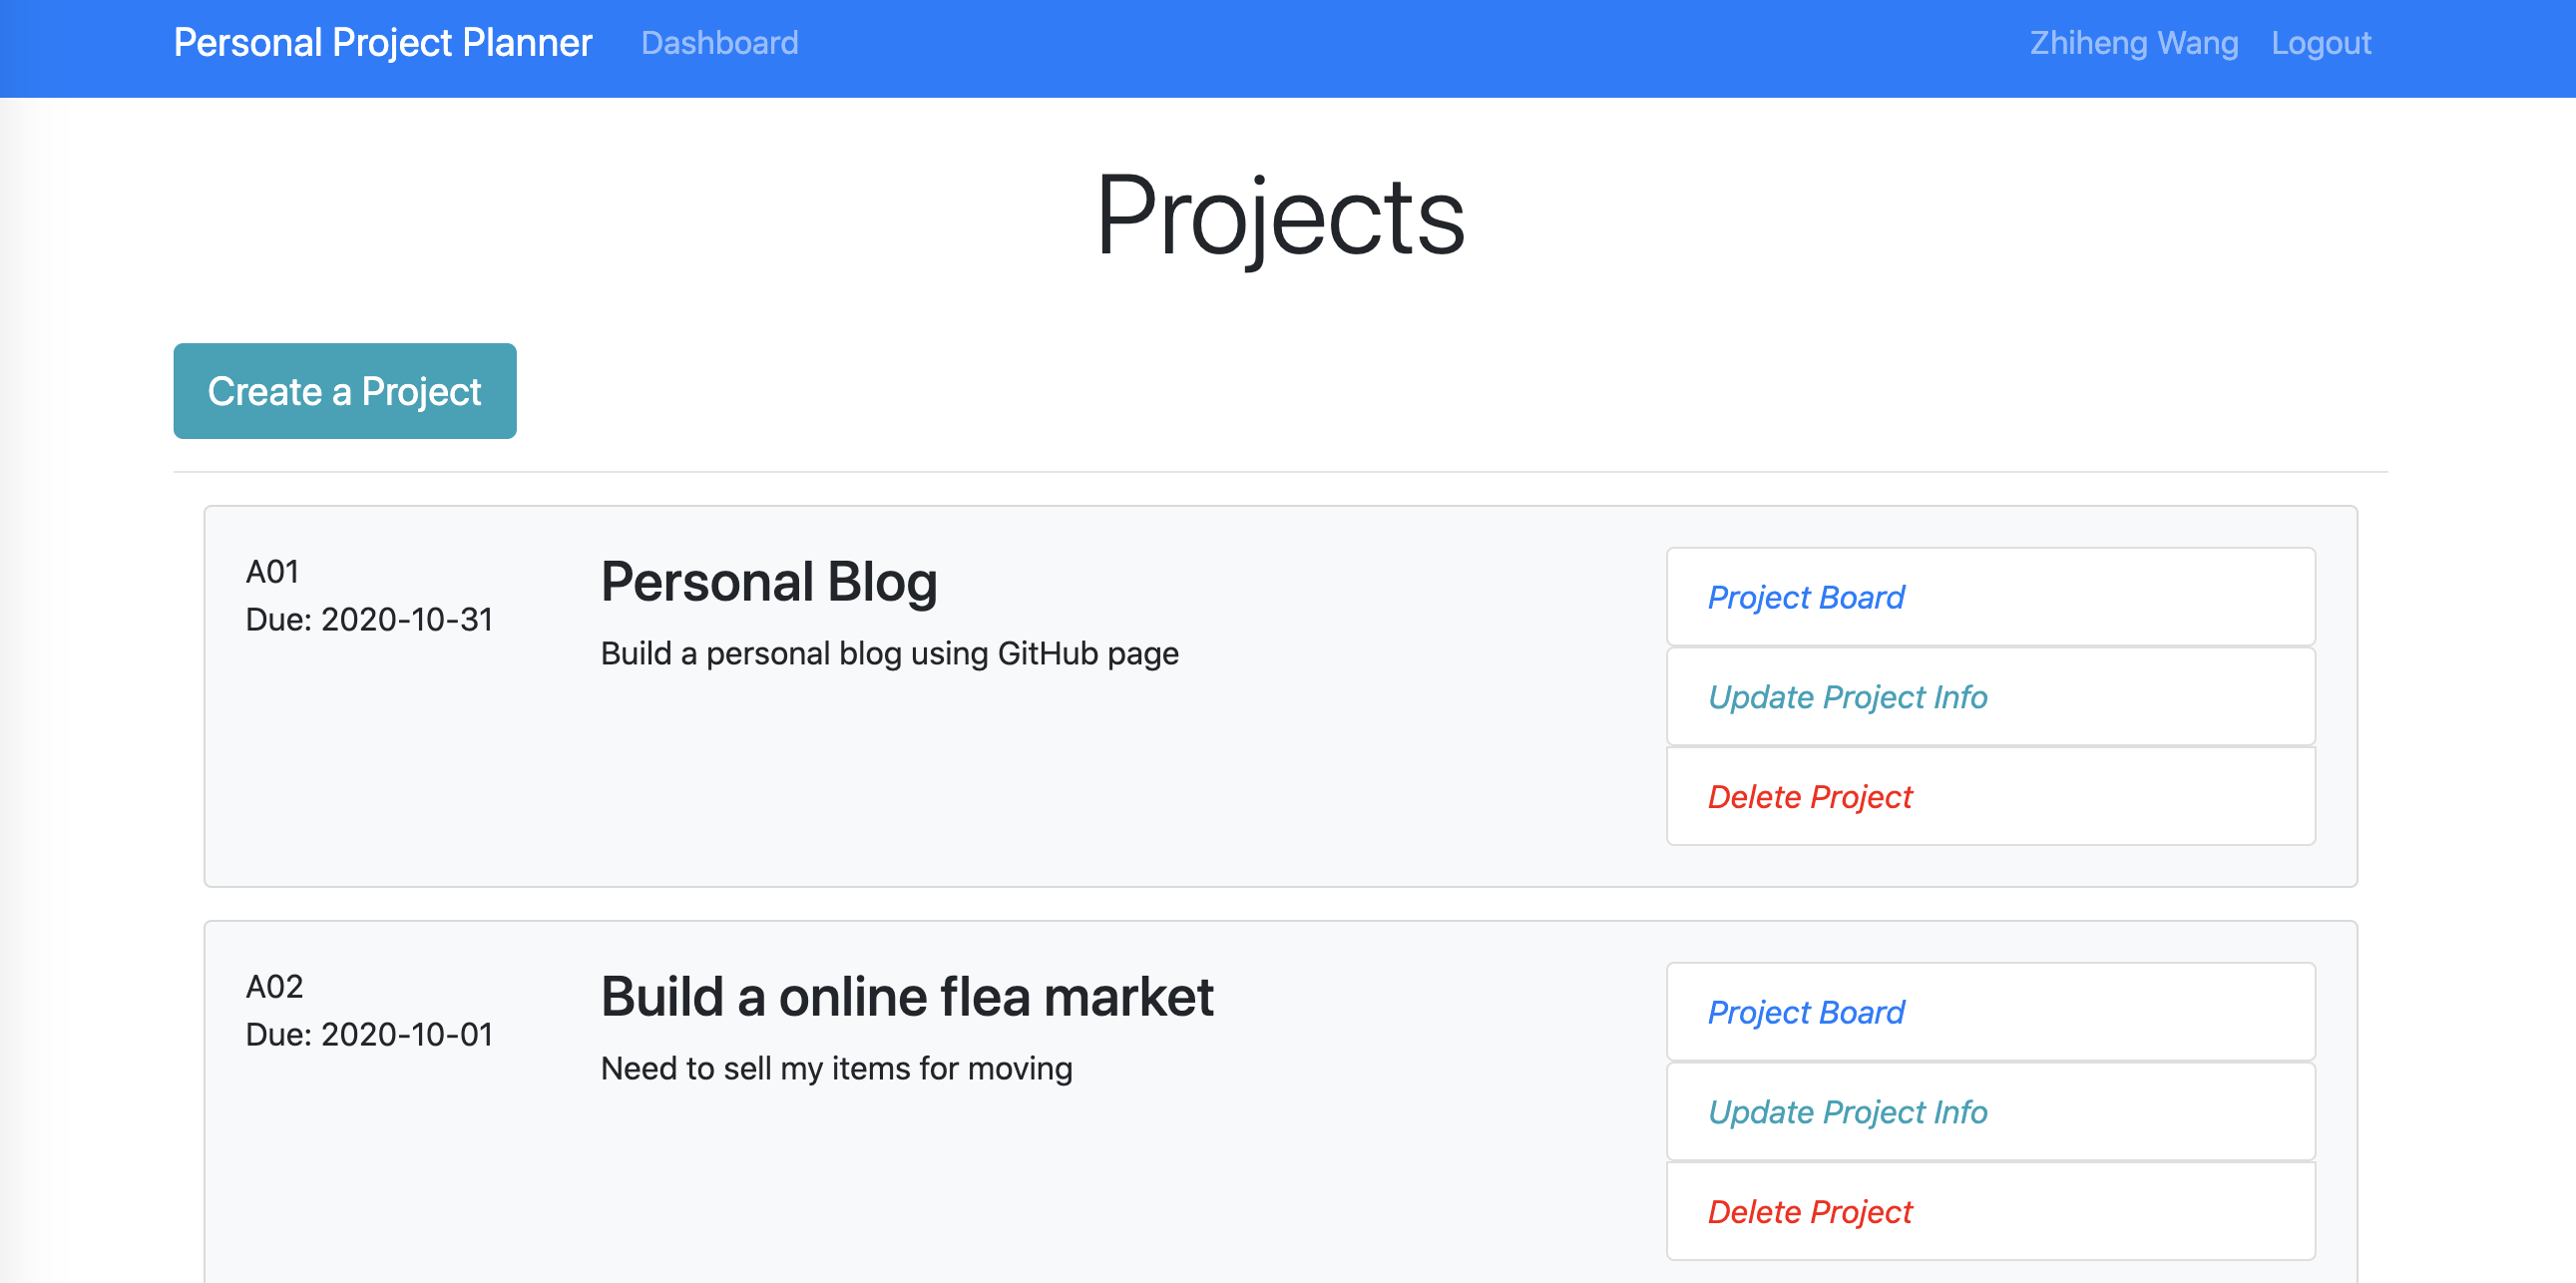 Personal Project Planner Dashboard Zhiheng Wang Logout
Projects
Create a Project
A01
Due: 2020-10-31
Personal Blog
Build a personal blog using GitHub page
Project Board
Update Project Info
Delete Project
A02
Due: 2020-10-01
Build a online flea market
Need to sell my items for moving
Project Board
Update Project Info
Delete Project